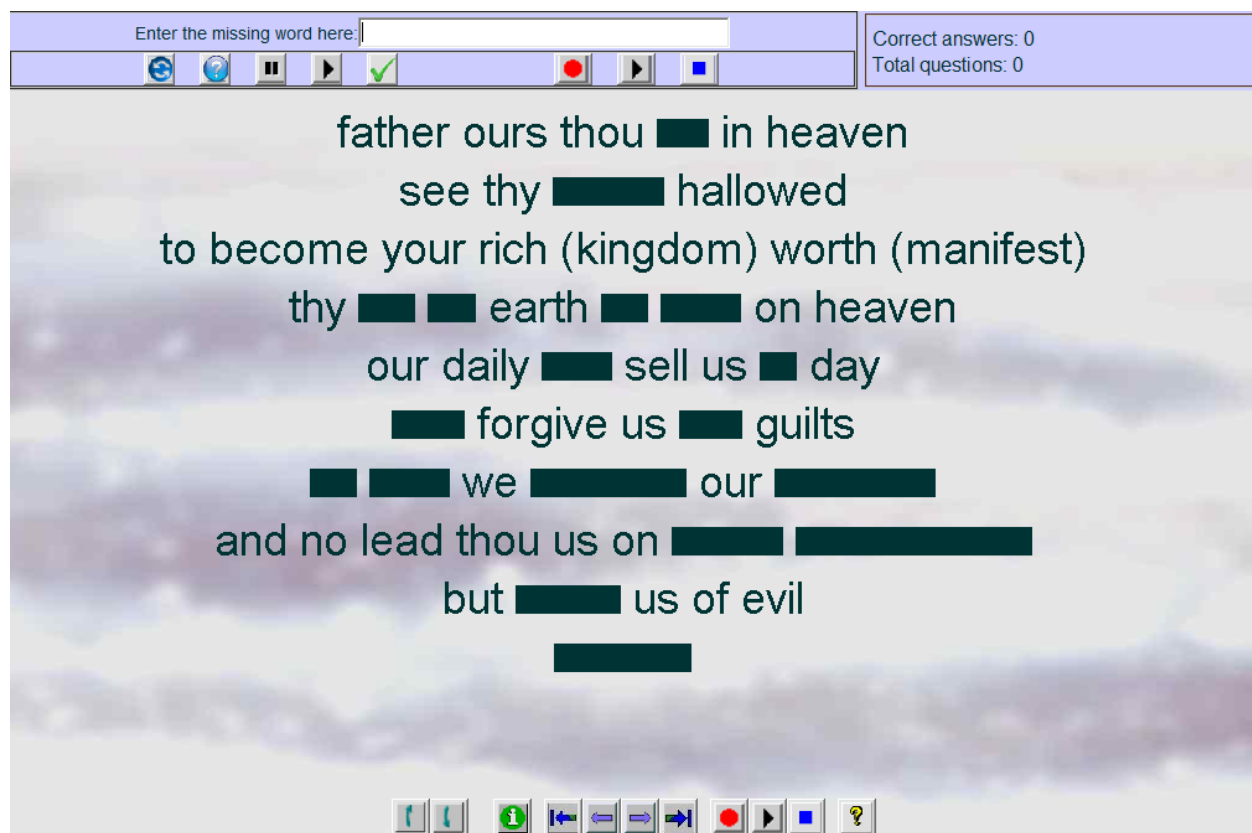 Enter the missing word here:
Correct answers: 0
Total questions: 0
father ours thou in heaven
see thy hallowed
to become your rich (kingdom) worth (manifest)
thy earth on heaven
our daily sell us day
forgive us guilts
we our
and no lead thou us on
but us of evil